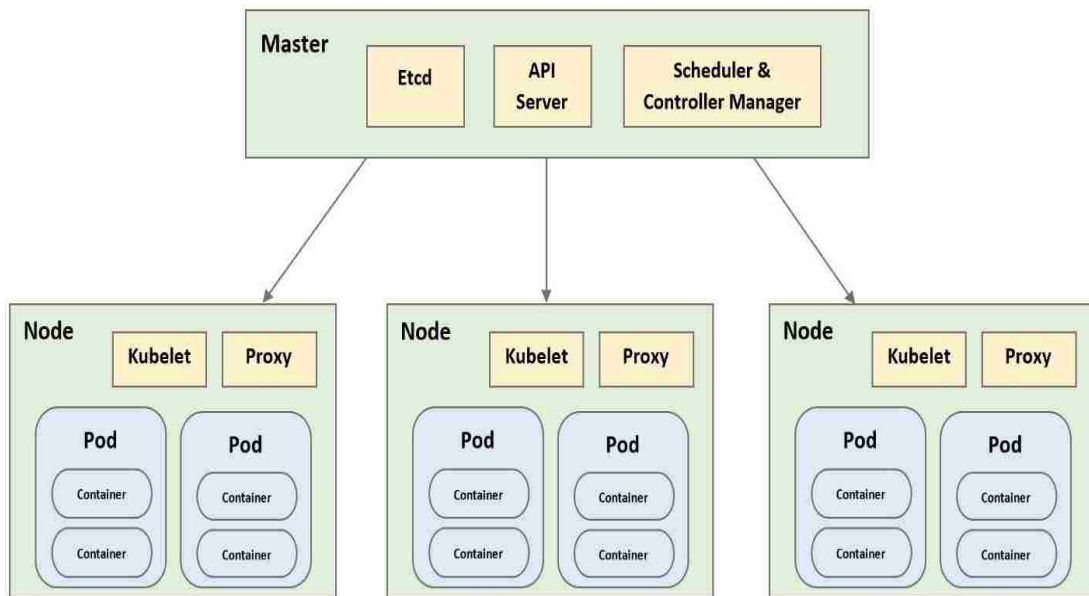 Master
Etcd
API
Server
Scheduler &
Controller Manager
Node
Kubelet
Proxy
Pod
Container
Container
Pod
Container
Container
Node
Kubelet
Proxy
Pod
Container
Container
Pod
Container
Container
Node
Kubelet
Proxy
Pod
Container
Container
Pod
Container
Container